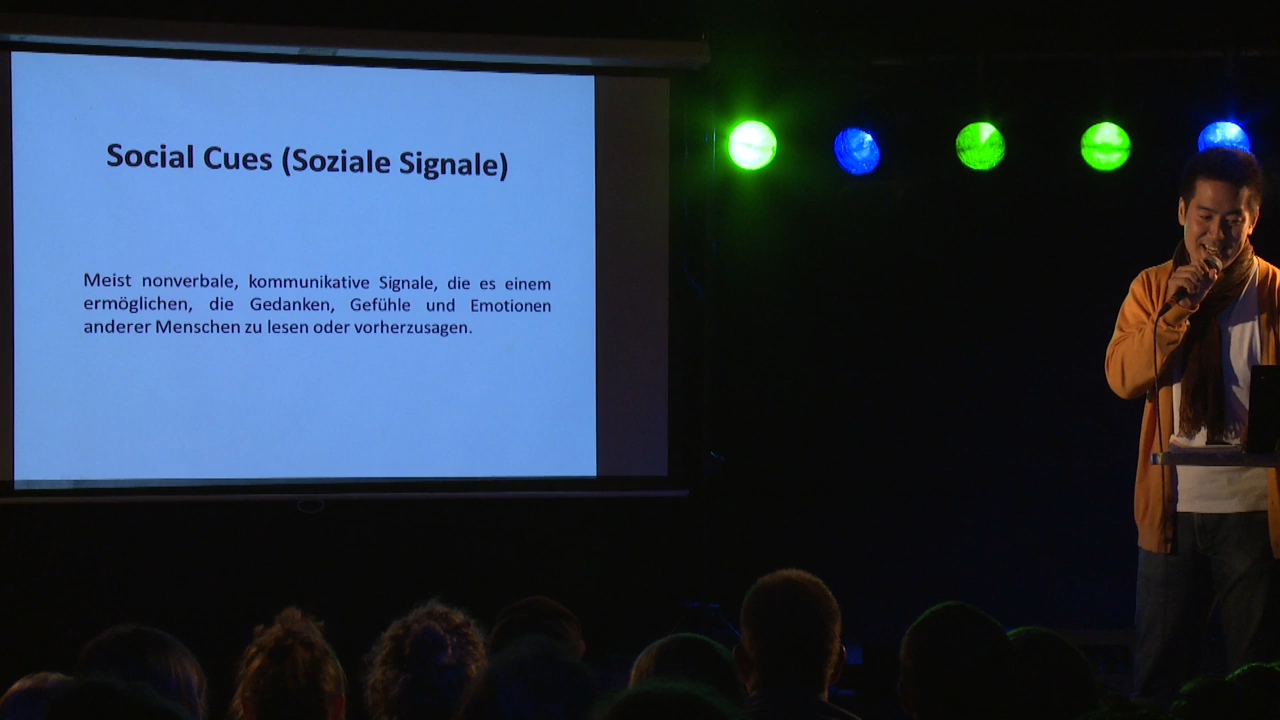 Social Cues (Soziale Signale)
Meist nonverbale, kommunikative Signale, die es einem
ermöglichen, die Gedanken, Gefühle und Emotionen
anderer Menschen zu lesen oder vorherzusagen.